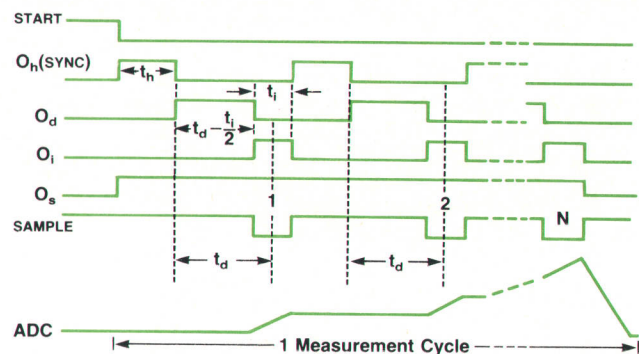 START
Oh(SYNC)
th
ti
Od
td − ti/2
Oi
Os
1
2
N
SAMPLE
td
td
ADC
1 Measurement Cycle